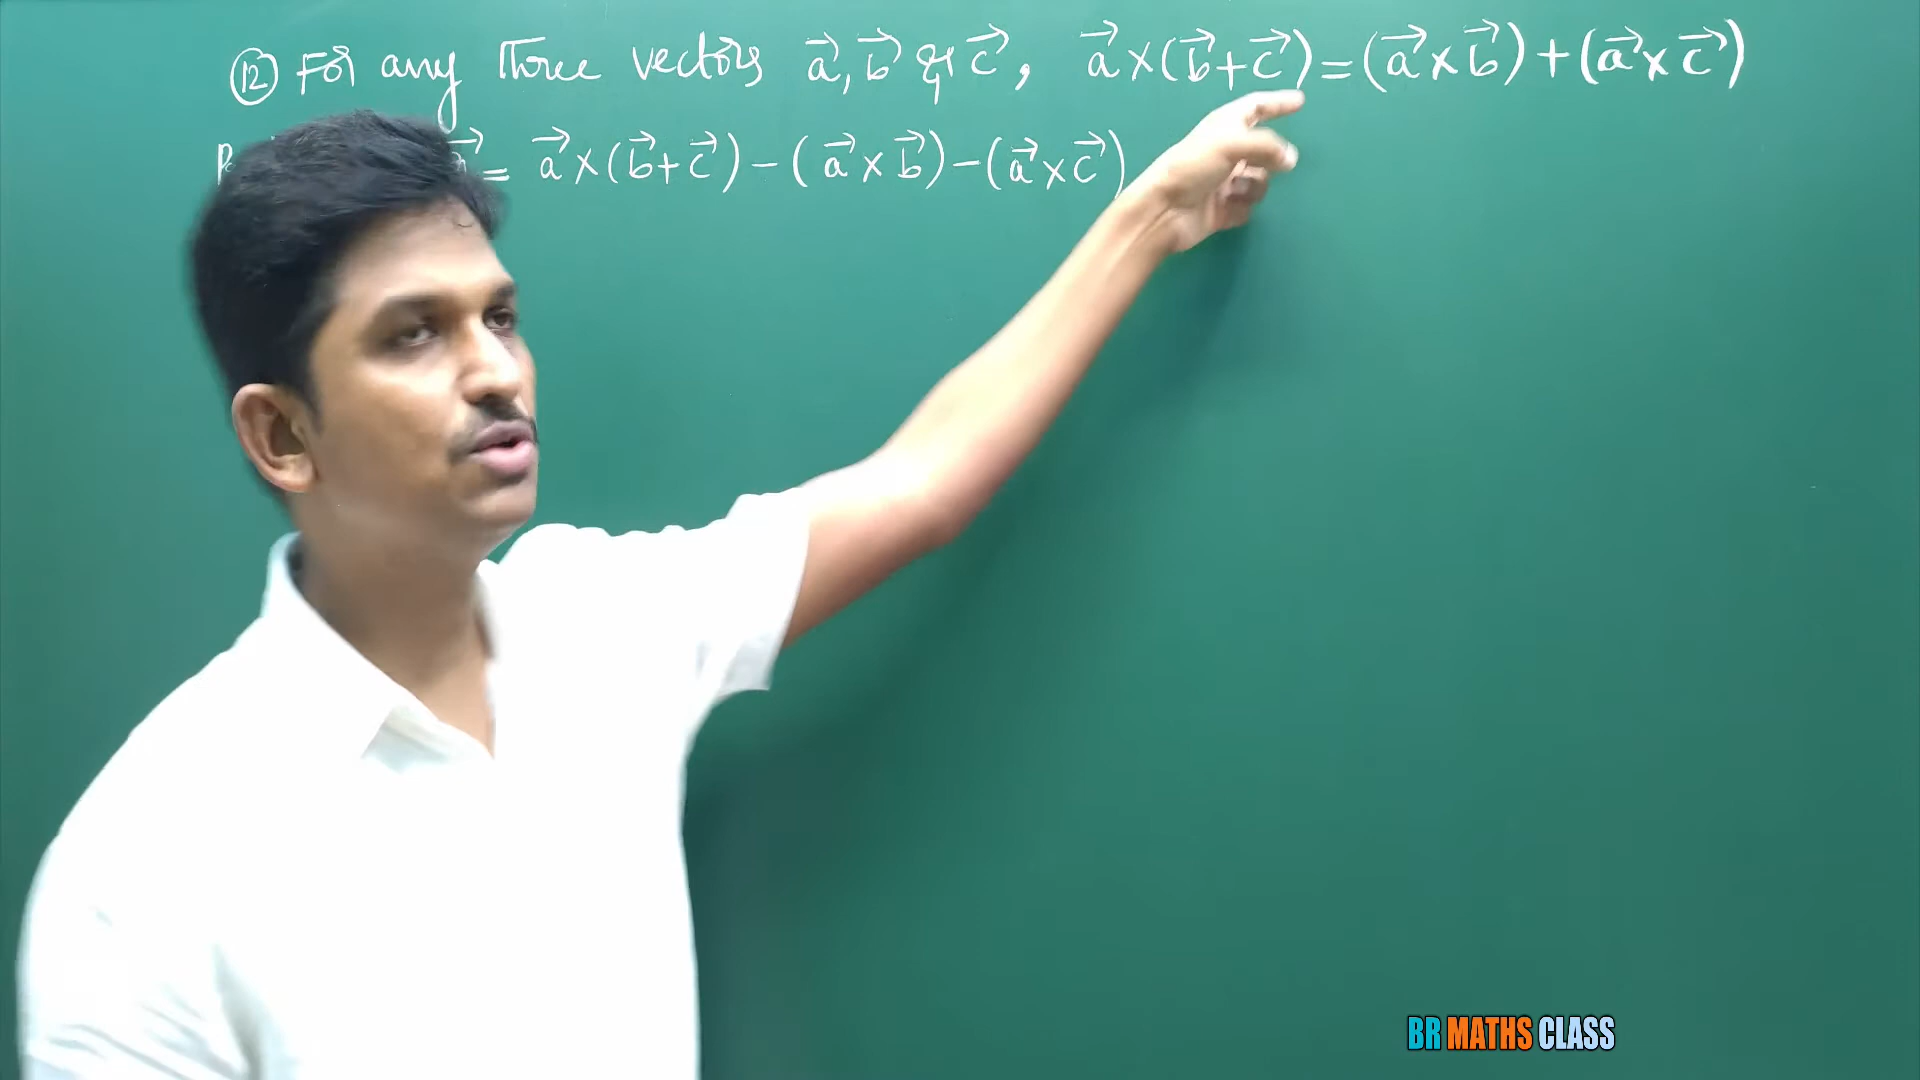 ⑫ For any three vectors a⃗, b⃗ & c⃗, a⃗×(b⃗+c⃗)=(a⃗×b⃗)+(a⃗×c⃗)
= a⃗×(b⃗+c⃗)-(a⃗×b⃗)-(a⃗×c⃗)
BR MATHS CLASS